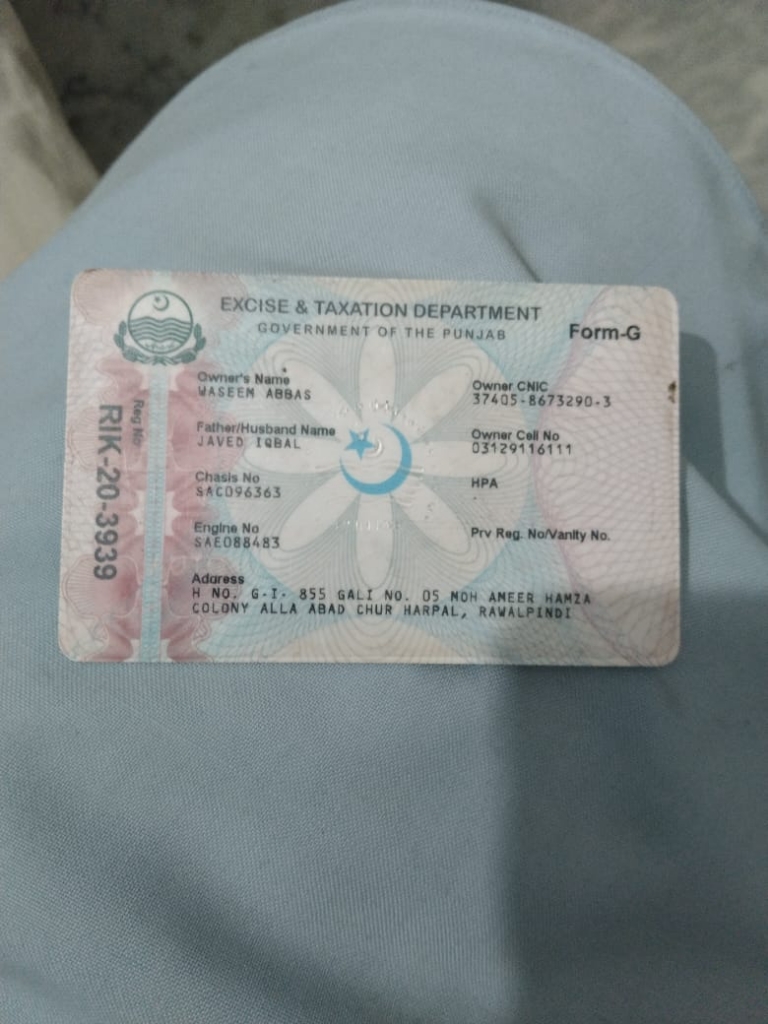 EXCISE & TAXATION DEPARTMENT
GOVERNMENT OF THE PUNJAB
Form-G
Reg No
RIK-20-3939
Owner's Name
WASEEM ABBAS
Owner CNIC
37405-8673290-3
Father/Husband Name
JAVED IQBAL
Owner Cell No
03129116111
Chasis No
SAC096363
HPA
Engine No
SAE088483
Prv Reg. No/Vanity No.
Address
H NO. G-I- 855 GALI NO. 05 MOH AMEER HAMZA
COLONY ALLA ABAD CHUR HARPAL, RAWALPINDI